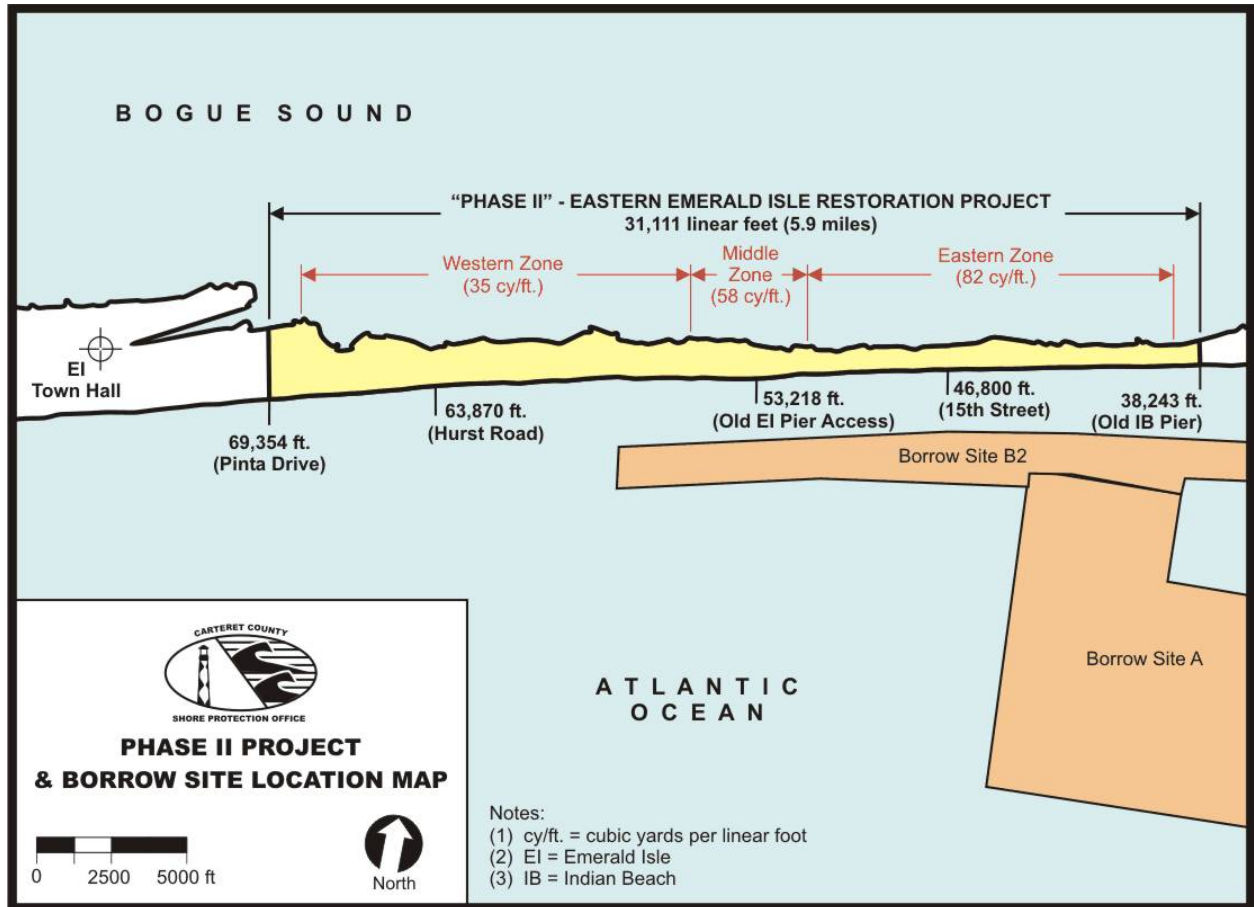 BOGUE SOUND
“PHASE II” - EASTERN EMERALD ISLE RESTORATION PROJECT
31,111 linear feet (5.9 miles)
Western Zone
(35 cy/ft.)
Middle
Zone
(58 cy/ft.)
Eastern Zone
(82 cy/ft.)
EI
Town Hall
69,354 ft.
(Pinta Drive)
63,870 ft.
(Hurst Road)
53,218 ft.
(Old EI Pier Access)
46,800 ft.
(15th Street)
38,243 ft.
(Old IB Pier)
Borrow Site B2
Borrow Site A
ATLANTIC
OCEAN
CARTERET COUNTY
SHORE PROTECTION OFFICE
PHASE II PROJECT
& BORROW SITE LOCATION MAP
0 2500 5000 ft
North
Notes:
(1) cy/ft. = cubic yards per linear foot
(2) EI = Emerald Isle
(3) IB = Indian Beach